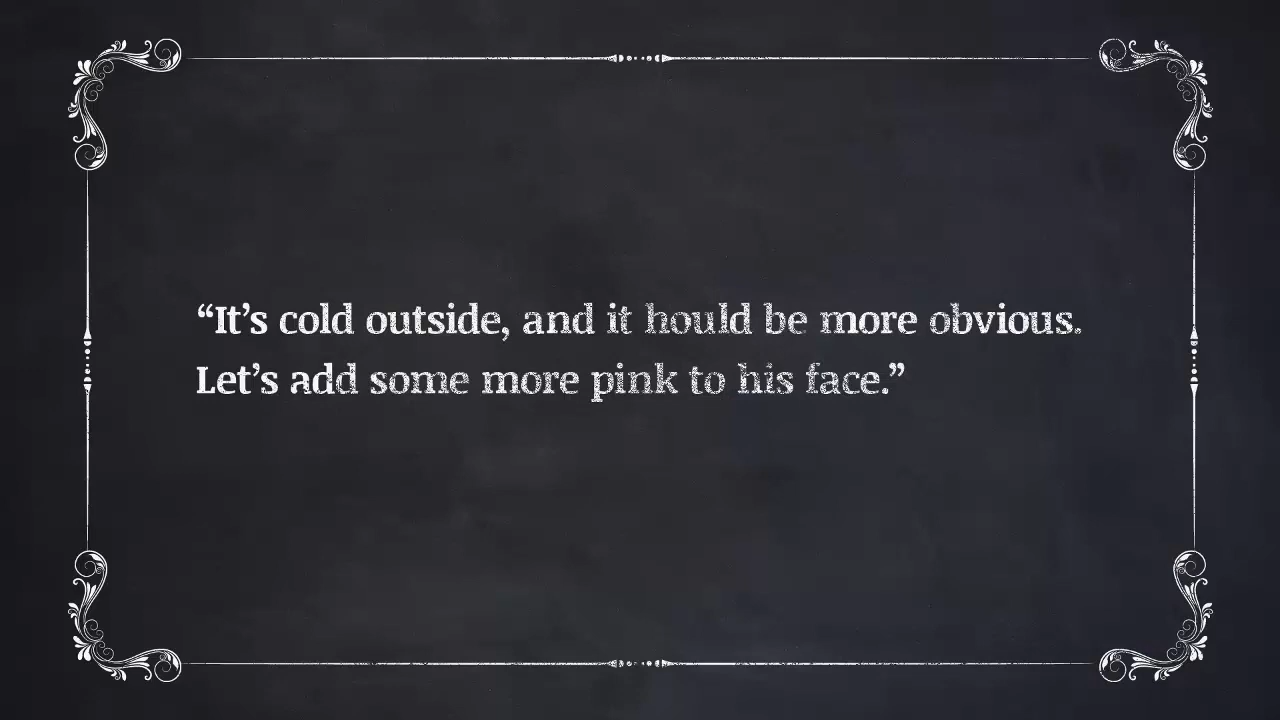 “It’s cold outside, and it hould be more obvious.
Let’s add some more pink to his face.”